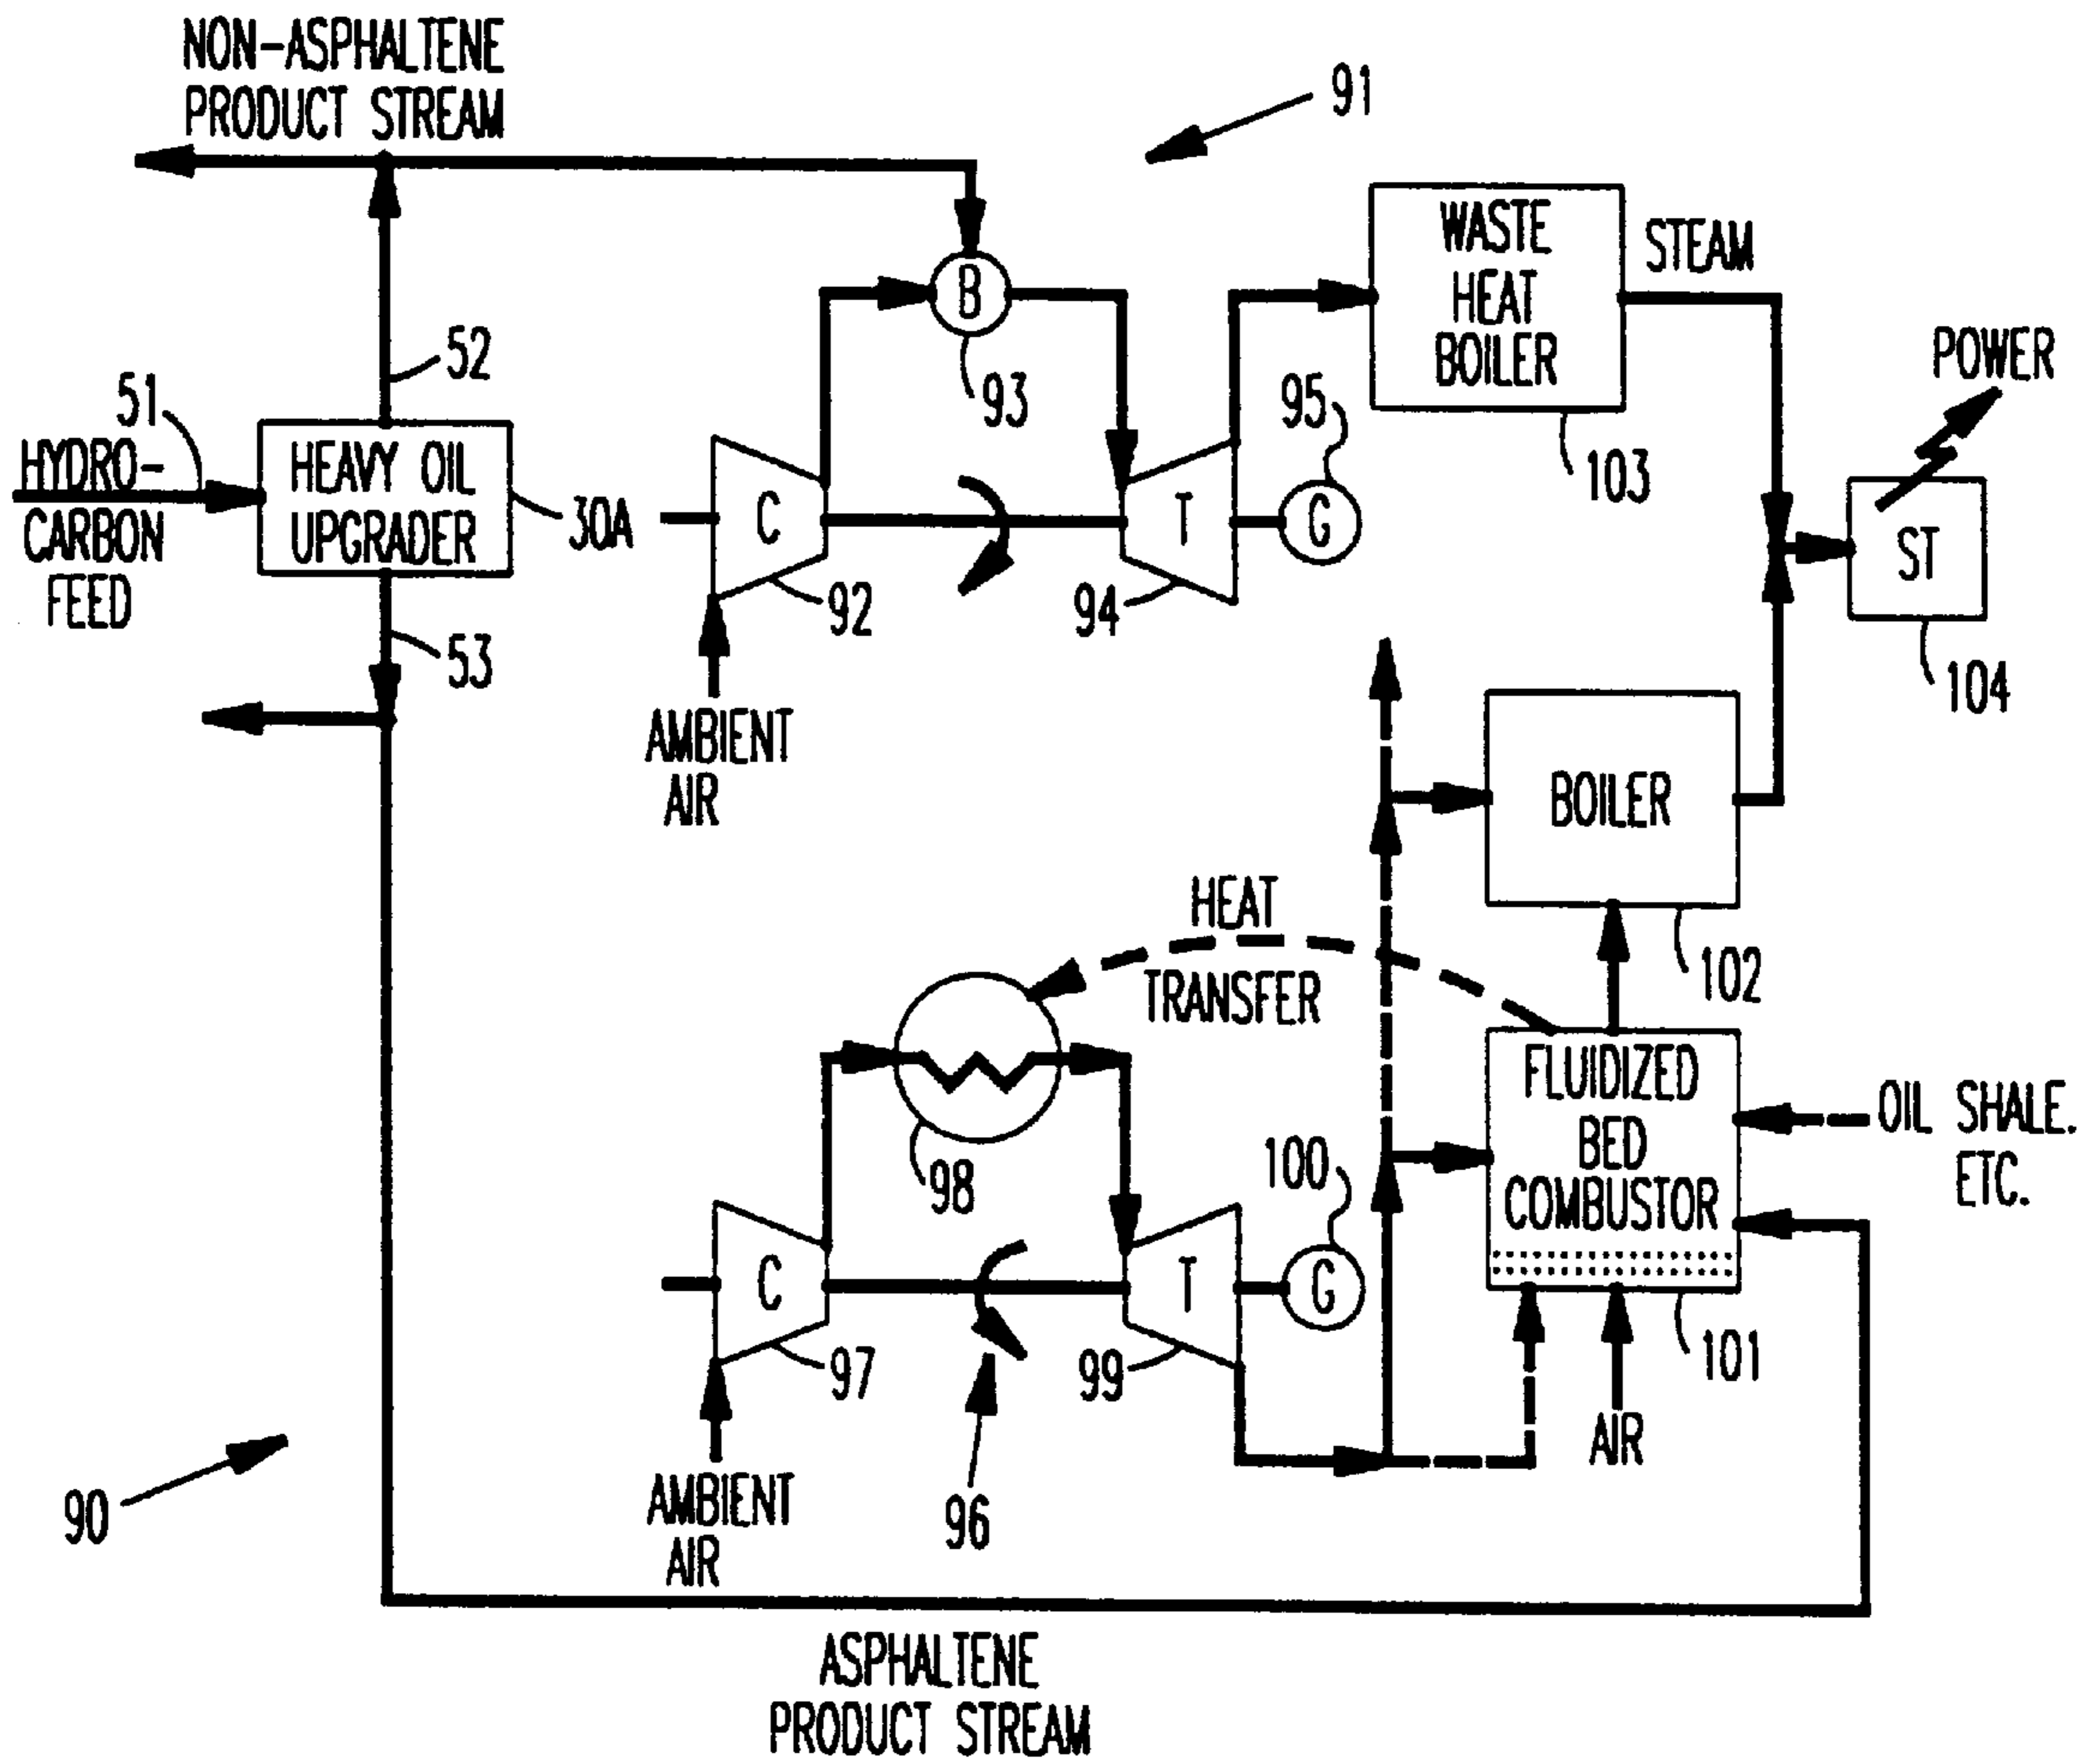 NON-ASPHALTENE
PRODUCT STREAM
91
WASTE
HEAT
BOILER
STEAM
POWER
B
52
51
93
95
103
HYDRO-
CARBON
FEED
HEAVY OIL
UPGRADER
30A
C
T
G
ST
92
94
53
104
AMBIENT
AIR
BOILER
HEAT
TRANSFER
102
FLUIDIZED
BED
COMBUSTOR
OIL SHALE.
ETC.
98
100
C
T
G
97
99
101
AIR
90
AMBIENT
AIR
96
ASPHALTENE
PRODUCT STREAM